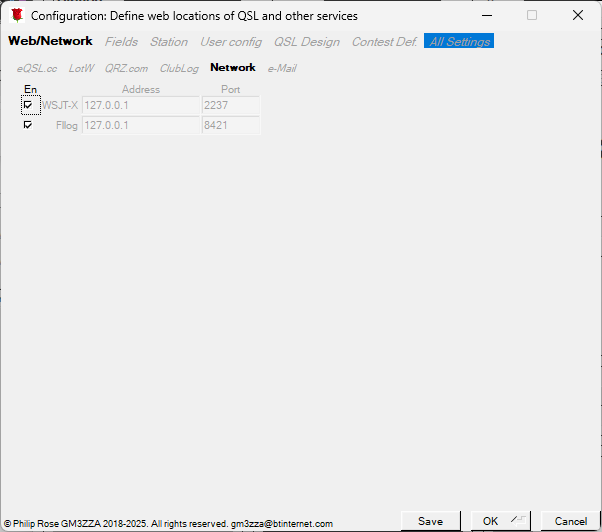 Configuration: Define web locations of QSL and other services
Web/Network Fields Station User config QSL Design Contest Def. All Settings
eQSL.cc LotW QRZ.com ClubLog Network e-Mail
En Address Port
WSJT-X 127.0.0.1 2237
Fllog 127.0.0.1 8421
© Philip Rose GM3ZZA 2018-2025. All rights reserved. gm3zza@btinternet.com Save OK Cancel